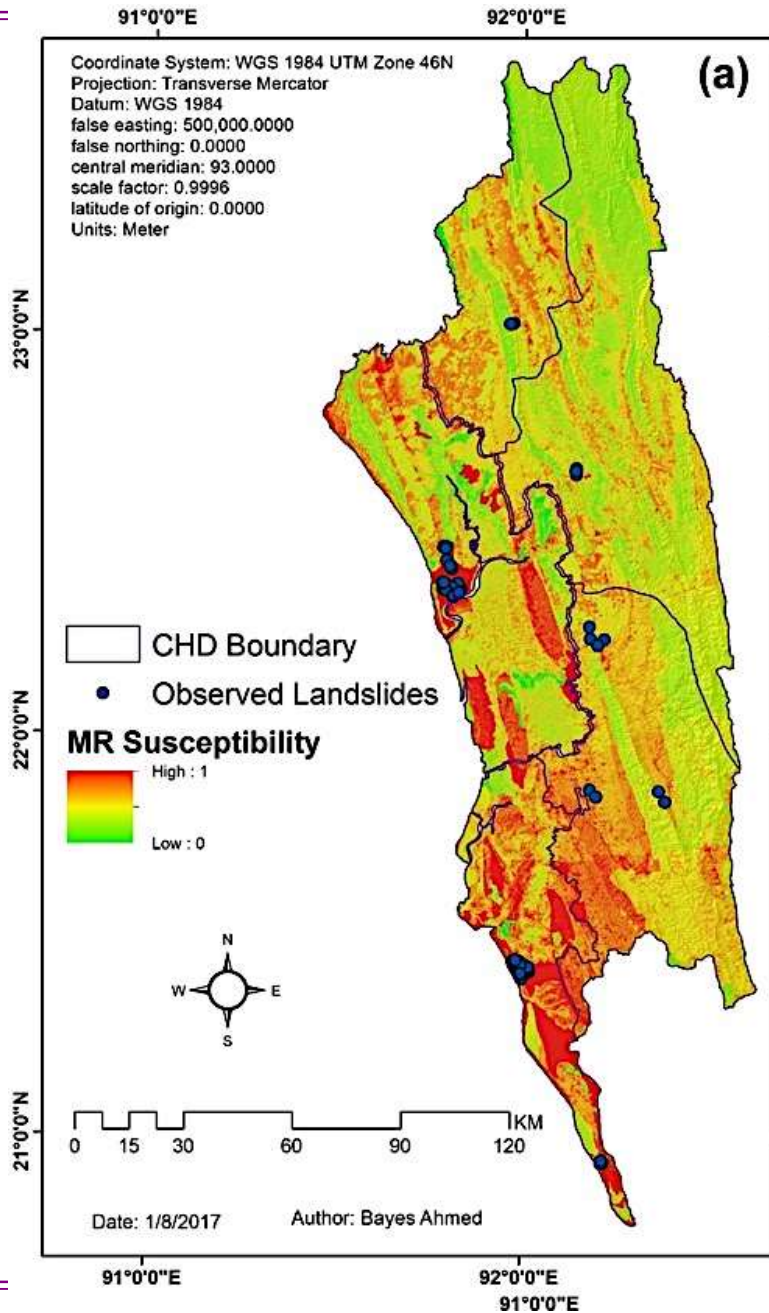 91°0'0"E 92°0'0"E
(a)
Coordinate System: WGS 1984 UTM Zone 46N
Projection: Transverse Mercator
Datum: WGS 1984
false easting: 500,000.0000
false northing: 0.0000
central meridian: 93.0000
scale factor: 0.9996
latitude of origin: 0.0000
Units: Meter
23°0'0"N
CHD Boundary
Observed Landslides
22°0'0"N
MR Susceptibility
High : 1
Low : 0
N
W E
S
KM
0 15 30 60 90 120
21°0'0"N
Date: 1/8/2017 Author: Bayes Ahmed
91°0'0"E 92°0'0"E
91°0'0"E